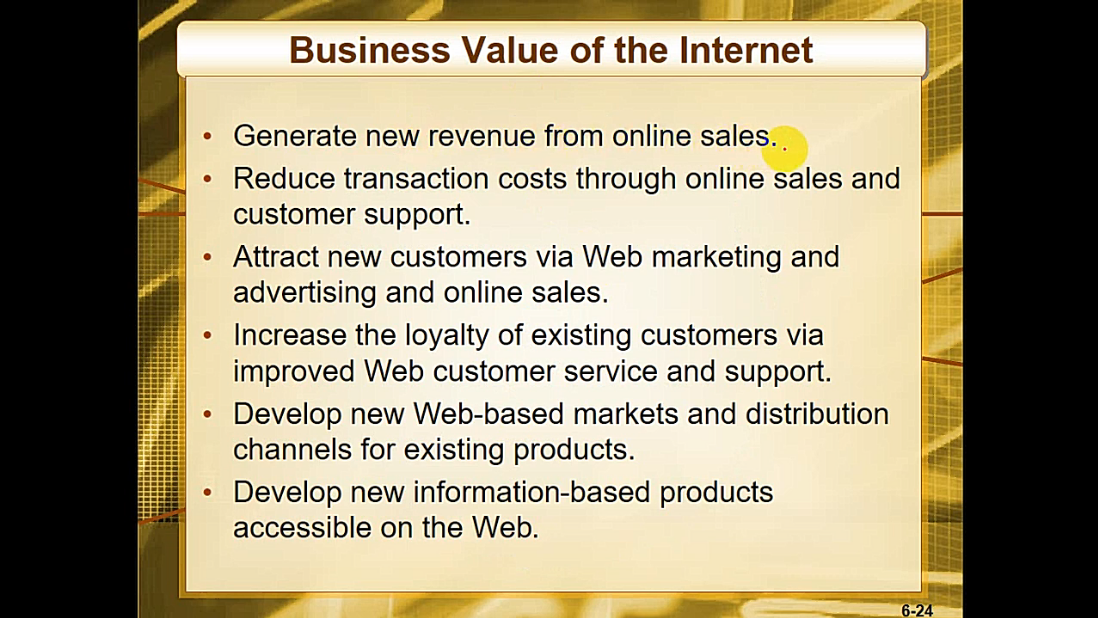 Business Value of the Internet
• Generate new revenue from online sales.
• Reduce transaction costs through online sales and
customer support.
• Attract new customers via Web marketing and
advertising and online sales.
• Increase the loyalty of existing customers via
improved Web customer service and support.
• Develop new Web-based markets and distribution
channels for existing products.
• Develop new information-based products
accessible on the Web.
6-24